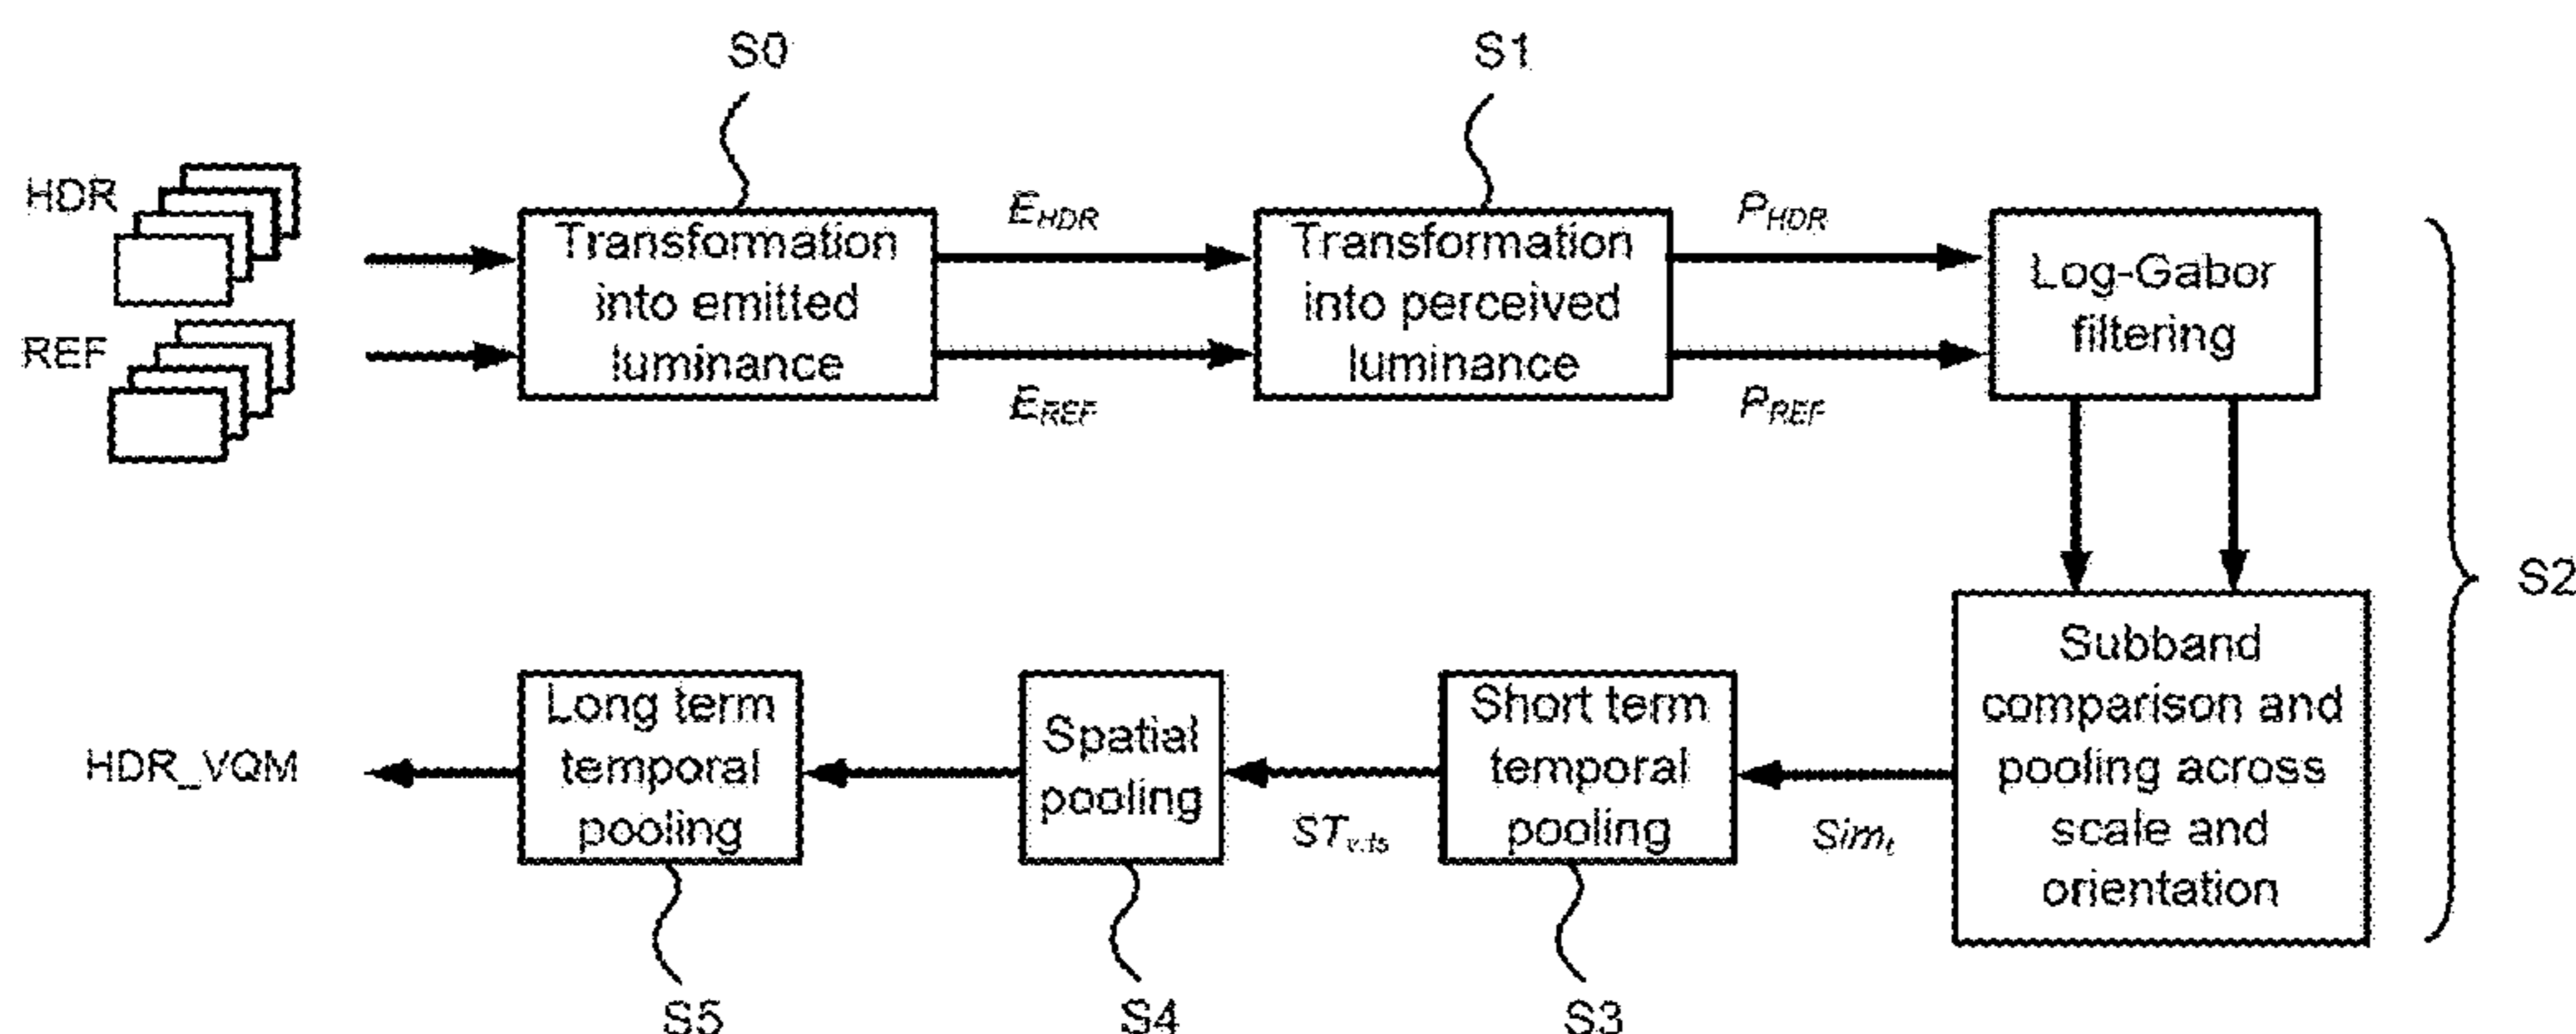 S0
S1
HDR
REF
Transformation
into emitted
luminance
E_HDR
E_REF
Transformation
into perceived
luminance
P_HDR
P_REF
Log-Gabor
filtering
S2
Subband
comparison and
pooling across
scale and
orientation
Sim_t
Short term
temporal
pooling
ST_v,ts
Spatial
pooling
Long term
temporal
pooling
HDR_VQM
S5
S4
S3